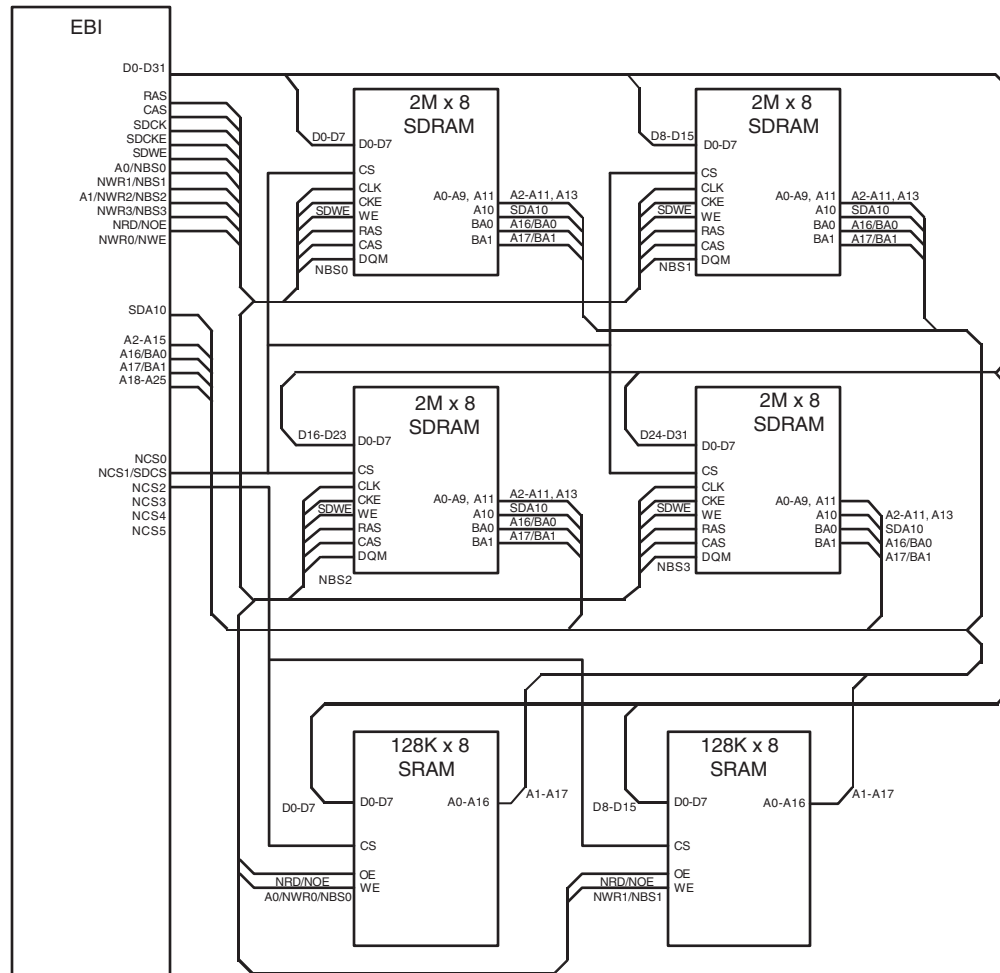 EBI
D0-D31
RAS
CAS
SDCK
SDCKE
SDWE
A0/NBS0
NWR1/NBS1
A1/NWR2/NBS2
NWR3/NBS3
NRD/NOE
NWR0/NWE
SDA10
A2-A15
A16/BA0
A17/BA1
A18-A25
NCS0
NCS1/SDCS
NCS2
NCS3
NCS4
NCS5
2M x 8
SDRAM
D0-D7
D0-D7
CS
CLK
CKE
SDWE
WE
RAS
CAS
DQM
NBS0
A0-A9, A11
A10
BA0
BA1
A2-A11, A13
SDA10
A16/BA0
A17/BA1
2M x 8
SDRAM
D8-D15
D0-D7
CS
CLK
CKE
SDWE
WE
RAS
CAS
DQM
NBS1
A0-A9, A11
A10
BA0
BA1
A2-A11, A13
SDA10
A16/BA0
A17/BA1
2M x 8
SDRAM
D16-D23
D0-D7
CS
CLK
CKE
SDWE
WE
RAS
CAS
DQM
NBS2
A0-A9, A11
A10
BA0
BA1
A2-A11, A13
SDA10
A16/BA0
A17/BA1
2M x 8
SDRAM
D24-D31
D0-D7
CS
CLK
CKE
SDWE
WE
RAS
CAS
DQM
NBS3
A0-A9, A11
A10
BA0
BA1
A2-A11, A13
SDA10
A16/BA0
A17/BA1
128K x 8
SRAM
D0-D7
D0-D7
A0-A16
A1-A17
CS
OE
NRD/NOE
WE
A0/NWR0/NBS0
128K x 8
SRAM
D8-D15
D0-D7
A0-A16
A1-A17
CS
OE
NRD/NOE
WE
NWR1/NBS1